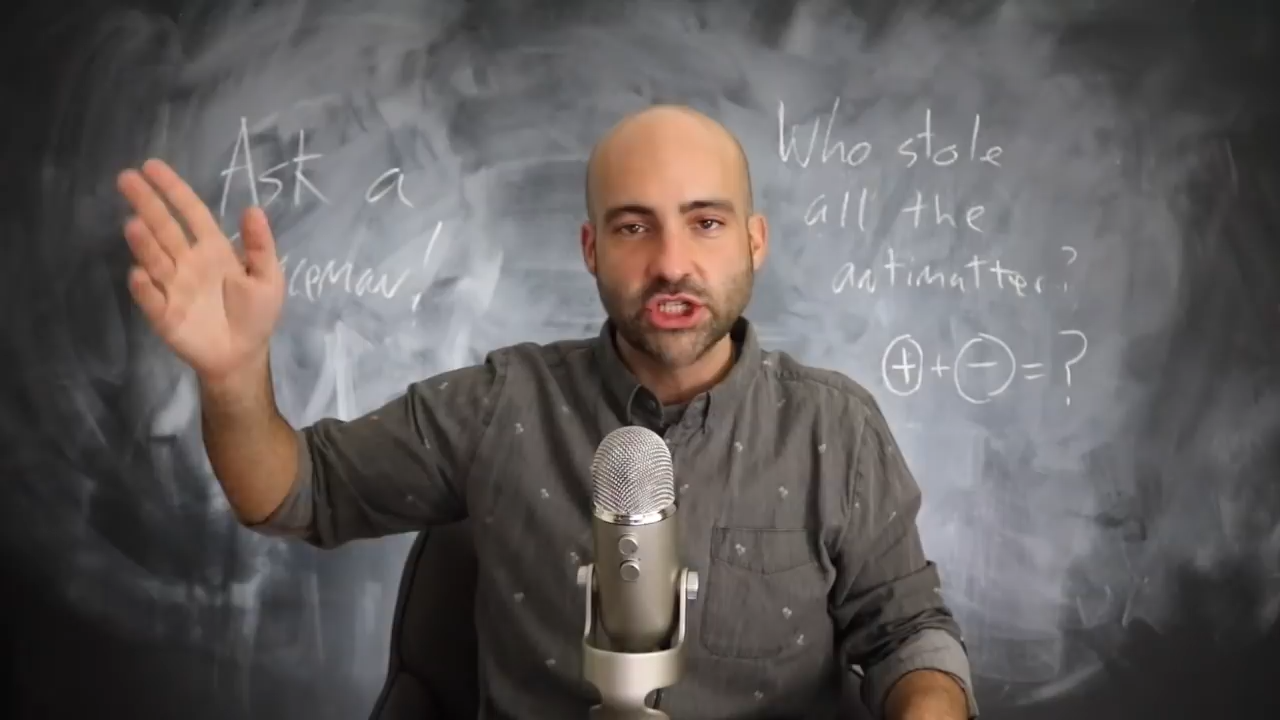 Ask a
Who stole
all the
antimatter?
⊕ + ⊖ = ?